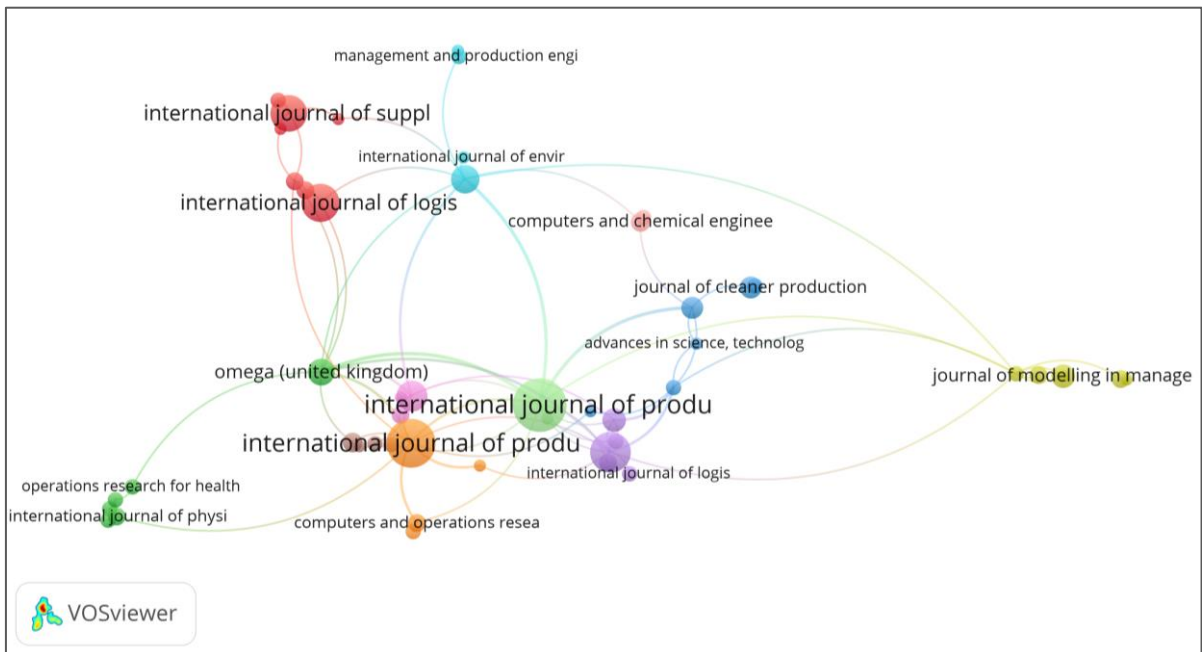 management and production engi
international journal of suppl
international journal of envir
international journal of logis
computers and chemical enginee
journal of cleaner production
advances in science, technolog
omega (united kingdom)
journal of modelling in manage
international journal of produ
international journal of produ
international journal of logis
operations research for health
international journal of physi
computers and operations resea
VOSviewer